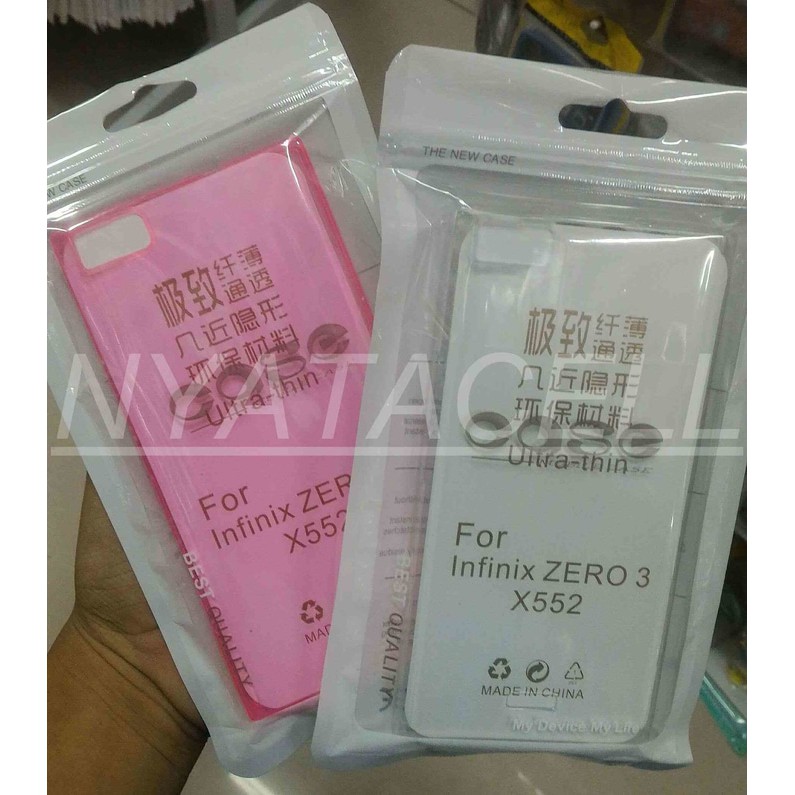 W CASE
极致纤薄
通透
几近隐形
环保材料
case
Ultra-thin
For
Infinix ZER
X552
BEST QUALITY
MAD
THE NEW CASE
极致纤薄
通透
几近隐形
环保材料
case
Ultra-thin
For
Infinix ZERO 3
X552
BEST QUALITY
MADE IN CHINA
My Device My Life
NYATACELL